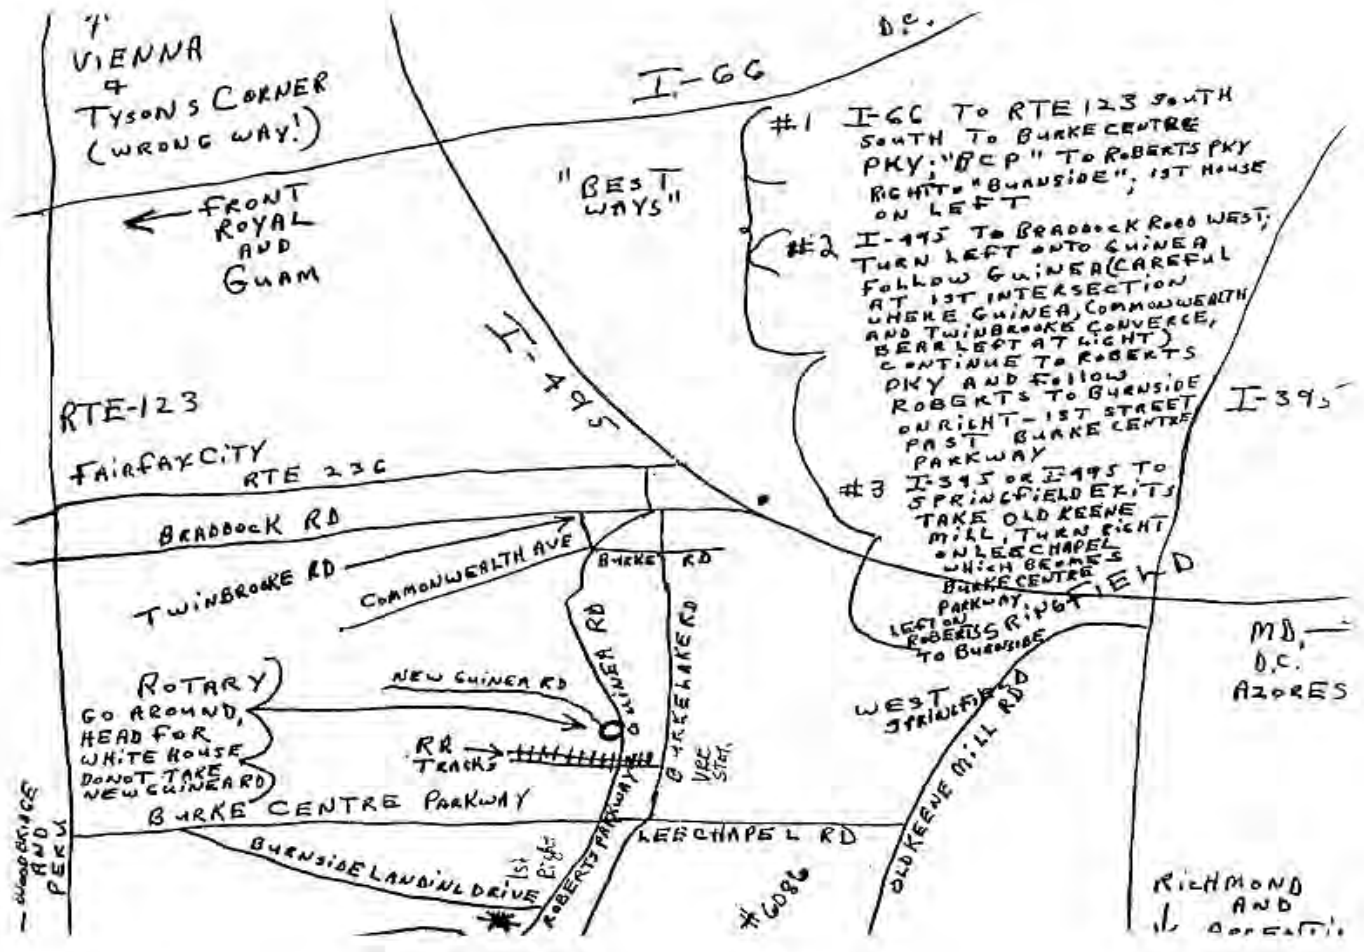 VIENNA
&
TYSONS CORNER
(WRONG WAY!)
D.C.
I-66
FRONT
ROYAL
AND
GUAM
"BEST
WAYS"
#1 I-66 TO RTE 123 SOUTH
SOUTH TO BURKE CENTRE
PKY; "BCP" TO ROBERTS PKY
RIGHT TO "BURNSIDE", 1ST HOUSE
ON LEFT
#2 I-495 TO BRADDOCK ROAD WEST;
TURN LEFT ONTO GUINEA
FOLLOW GUINEA (CAREFUL
AT 1ST INTERSECTION
WHERE GUINEA, COMMONWEALTH
AND TWINBROOKE CONVERGE,
BEAR LEFT AT LIGHT)
CONTINUE TO ROBERTS
PKY AND FOLLOW
ROBERTS TO BURNSIDE
ON RIGHT - 1ST STREET
PAST BURKE CENTRE
PARKWAY
#3 I-395 OR I-495 TO
SPRINGFIELD EXITS
TAKE OLD KEENE
MILL, TURN RIGHT
ON LEE CHAPEL
WHICH BECOMES
BURKE CENTRE
PARKWAY,
LEFT ON
ROBERTS
TO BURNSIDE
SPRINGFIELD
I-495
I-395
RTE-123
FAIRFAX CITY
RTE 236
BRADDOCK RD
TWINBROOKE RD
COMMONWEALTH AVE
BURKE RD
GUINEA RD
BURKE LAKE RD
MD,
D.C.
AZORES
ROTARY
GO AROUND,
HEAD FOR
WHITE HOUSE
DO NOT TAKE
NEW GUINEA RD
NEW GUINEA RD
RR
TRACKS
VRE
STAT.
WEST
SPRINGFIELD
OLD KEENE MILL RD
BURKE CENTRE PARKWAY
LEE CHAPEL RD
BURNSIDE LANDING DRIVE
1st
Right
ROBERTS PARKWAY
#6086
WOODBRIDGE
AND
PERU
RICHMOND
AND